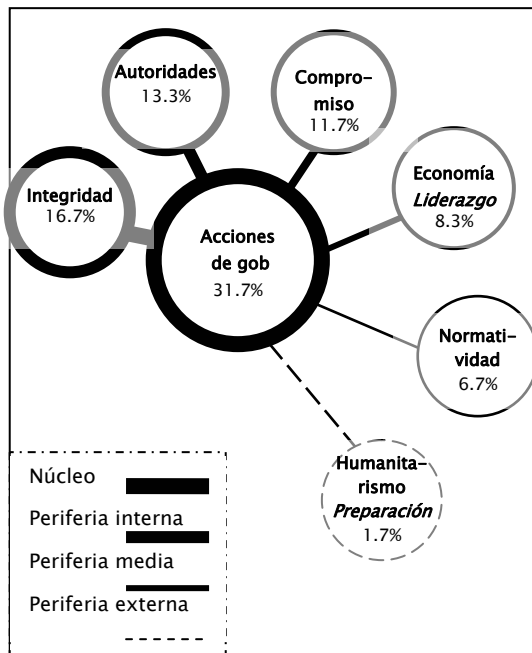 Autoridades
13.3%
Compro-
miso
11.7%
Integridad
16.7%
Economía
Liderazgo
8.3%
Acciones
de gob
31.7%
Normati-
vidad
6.7%
Humanita-
rismo
Preparación
1.7%
Núcleo
Periferia interna
Periferia media
Periferia externa